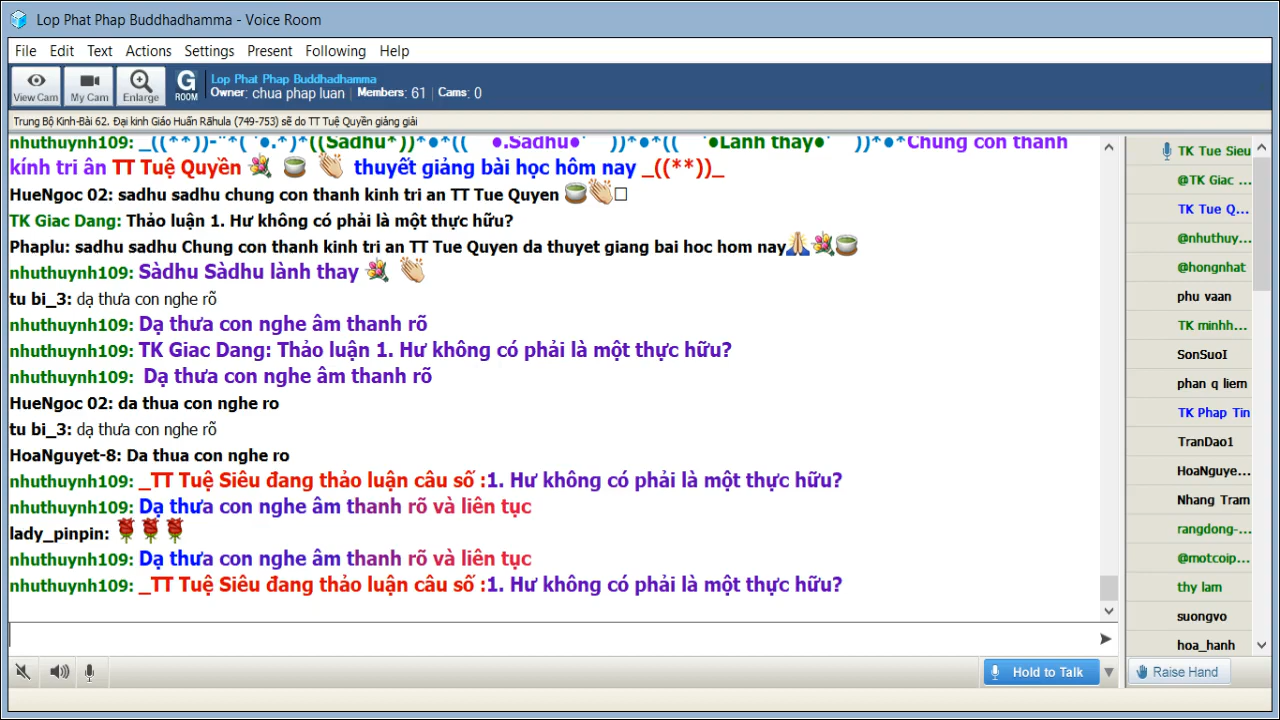 Lop Phat Phap Buddhadhamma - Voice Room
File Edit Text Actions Settings Present Following Help
View Cam My Cam Enlarge G ROOM
Lop Phat Phap Buddhadhamma
Owner: chua phap luan Members: 61 Cams: 0
Trung Bộ Kinh-Bài 62. Đại kinh Giáo Huấn Rāhula (749-753) sẽ do TT Tuệ Quyền giảng giải
nhuthuynh109: _((**))-"*( ¨●.*)*((Sadhu*))*●*(( ¨●.Sadhu●¨ ))*●*(( ¨●Lành thay●¨ ))*●*Chúng con thành
kính tri ân TT Tuệ Quyền thuyết giảng bài học hôm nay _((**))_
HueNgoc 02: sadhu sadhu chung con thanh kinh tri an TT Tue Quyen
TK Giac Dang: Thảo luận 1. Hư không có phải là một thực hữu?
Phaplu: sadhu sadhu Chung con thanh kinh tri an TT Tue Quyen da thuyet giang bai hoc hom nay
nhuthuynh109: Sàdhu Sàdhu lành thay
tu bi_3: dạ thưa con nghe rõ
nhuthuynh109: Dạ thưa con nghe âm thanh rõ
nhuthuynh109: TK Giac Dang: Thảo luận 1. Hư không có phải là một thực hữu?
nhuthuynh109: Dạ thưa con nghe âm thanh rõ
HueNgoc 02: da thua con nghe ro
tu bi_3: dạ thưa con nghe rõ
HoaNguyet-8: Da thua con nghe ro
nhuthuynh109: _TT Tuệ Siêu đang thảo luận câu số :1. Hư không có phải là một thực hữu?
nhuthuynh109: Dạ thưa con nghe âm thanh rõ và liên tục
lady_pinpin:
nhuthuynh109: Dạ thưa con nghe âm thanh rõ và liên tục
nhuthuynh109: _TT Tuệ Siêu đang thảo luận câu số :1. Hư không có phải là một thực hữu?
TK Tue Sieu
@TK Giac ...
TK Tue Q...
@nhuthuy...
@hongnhat
phu vaan
TK minhh...
SonSuoI
phan q liem
TK Phap Tin
TranDao1
HoaNguye...
Nhang Tram
rangdong-...
@motcoip...
thy lam
suongvo
hoa_hanh
Hold to Talk
Raise Hand